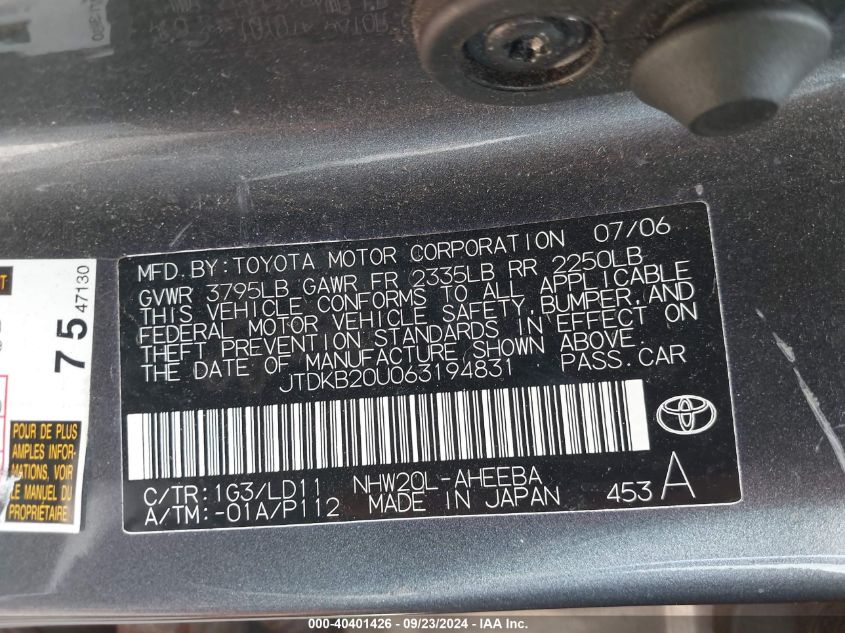 MFD. BY: TOYOTA MOTOR CORPORATION 07/06
GVWR 3795LB GAWR FR 2335LB RR 2250LB
THIS VEHICLE CONFORMS TO ALL APPLICABLE
FEDERAL MOTOR VEHICLE SAFETY, BUMPER, AND
THEFT PREVENTION STANDARDS IN EFFECT ON
THE DATE OF MANUFACTURE SHOWN ABOVE.
JTDKB20U063194831 PASS. CAR
C/TR: 1G3/LD11 NHW20L-AHEEBA
A/TM: -01A/P112 MADE IN JAPAN 453 A
75 47130
POUR DE PLUS
AMPLES INFOR-
MATIONS, VOIR
LE MANUEL DU
PROPRIÉTAIRE.
000-40401426 - 09/23/2024 - IAA Inc.